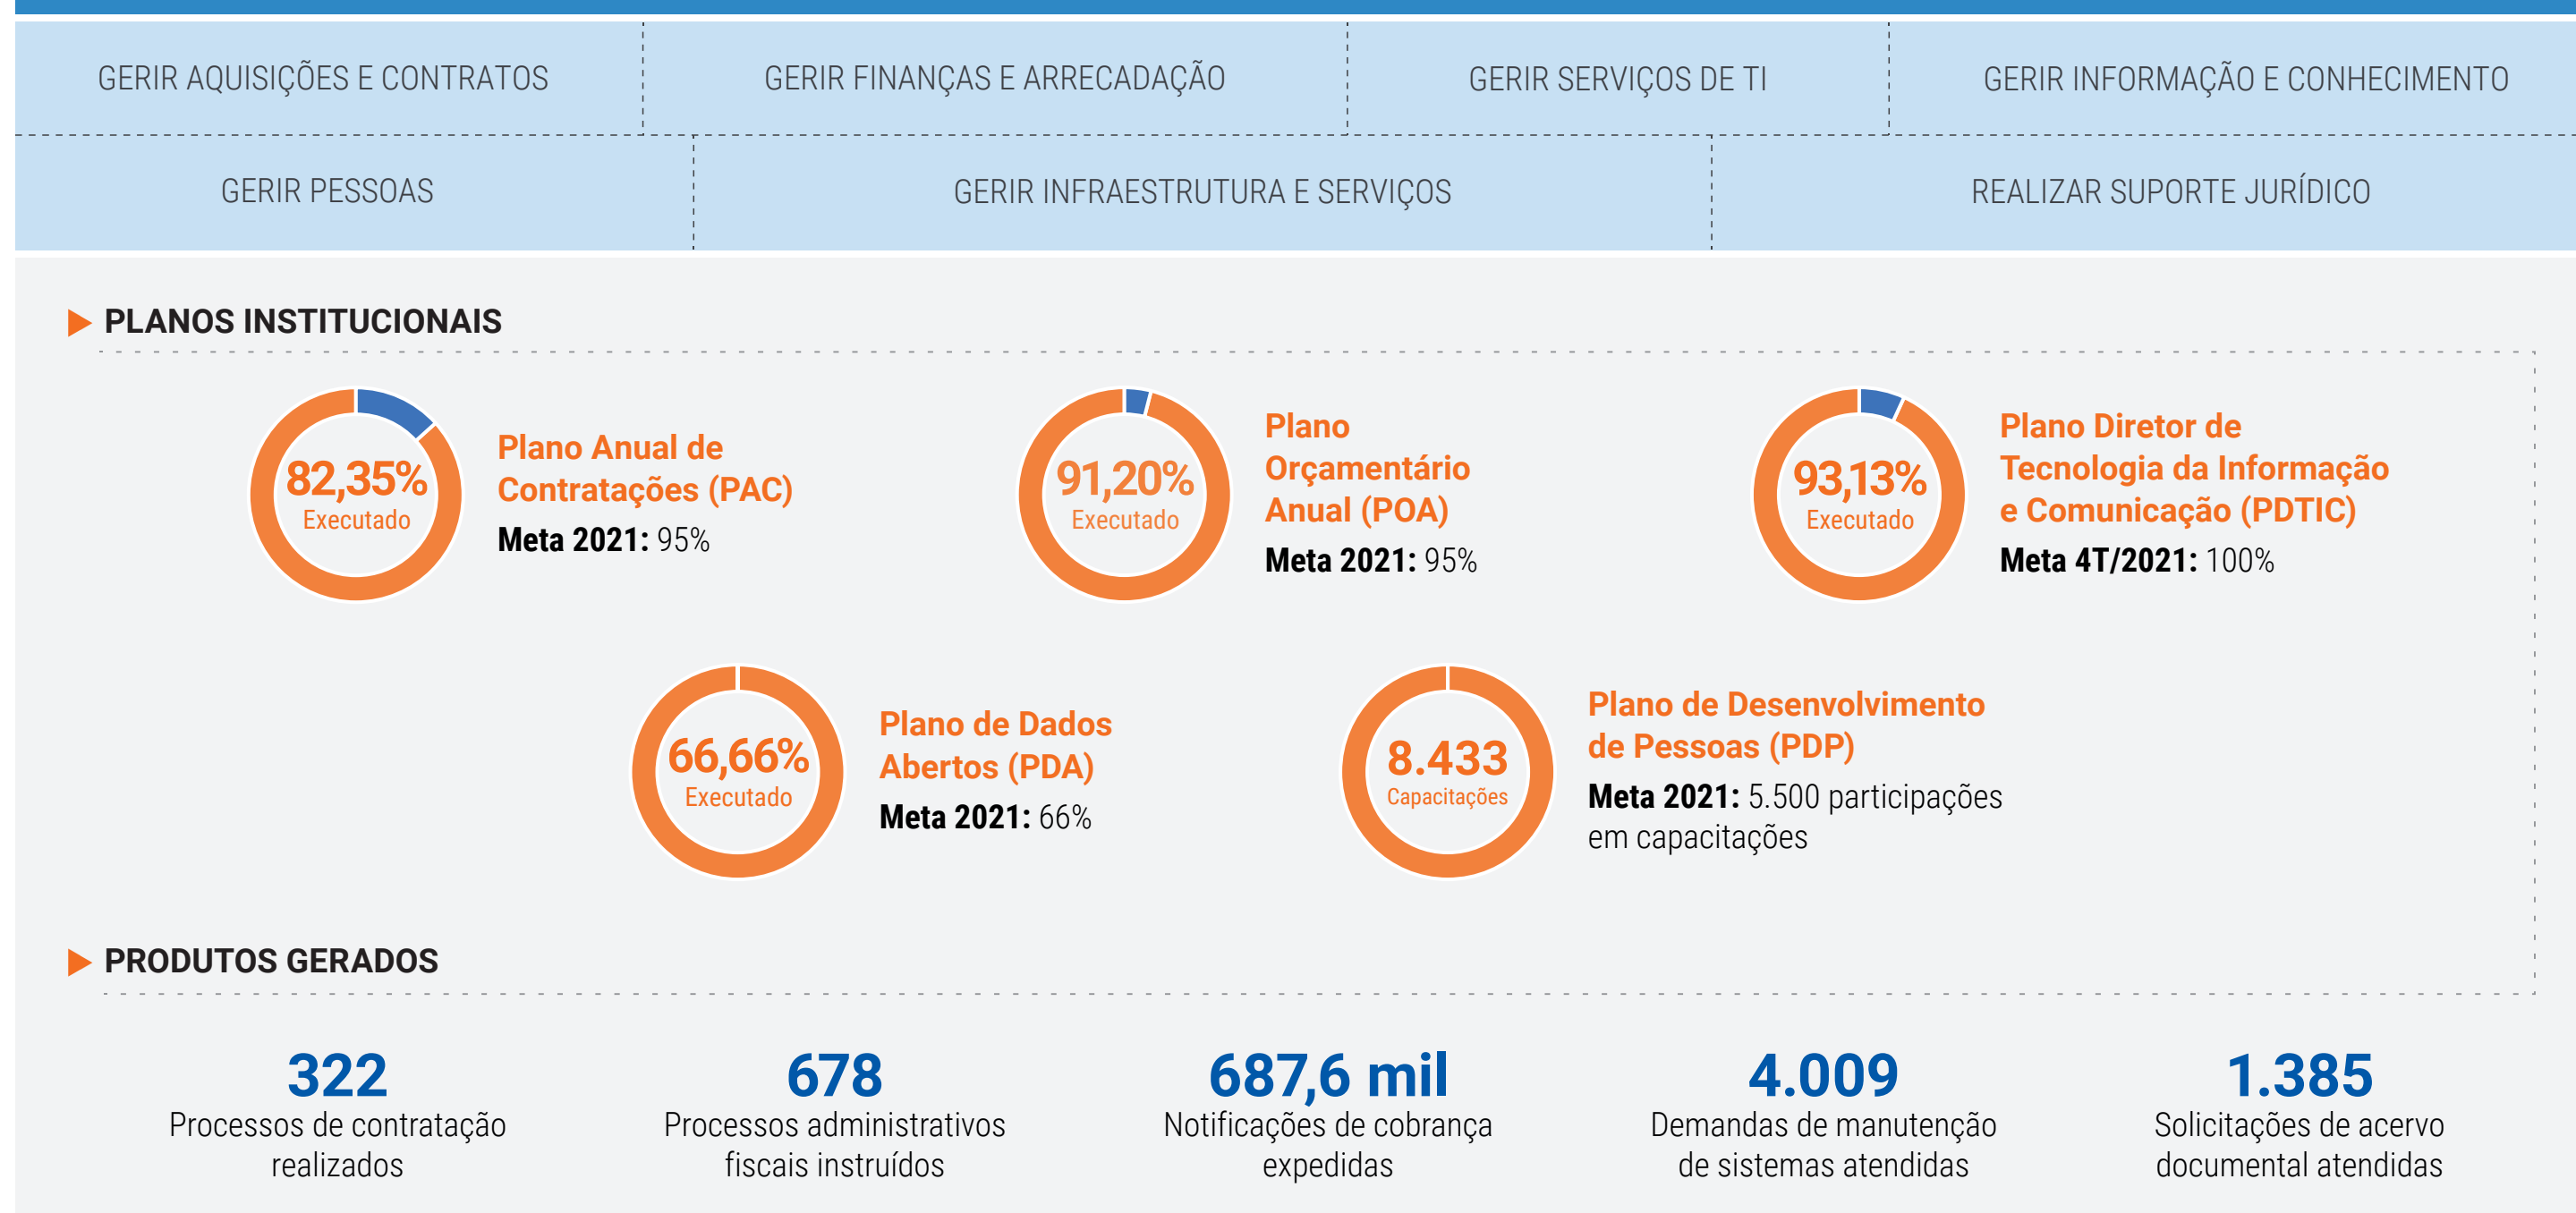 GERIR AQUISIÇÕES E CONTRATOS
GERIR FINANÇAS E ARRECADAÇÃO
GERIR SERVIÇOS DE TI
GERIR INFORMAÇÃO E CONHECIMENTO
GERIR PESSOAS
GERIR INFRAESTRUTURA E SERVIÇOS
REALIZAR SUPORTE JURÍDICO
PLANOS INSTITUCIONAIS
82,35%
Executado
Plano Anual de
Contratações (PAC)
Meta 2021: 95%
91,20%
Executado
Plano
Orçamentário
Anual (POA)
Meta 2021: 95%
93,13%
Executado
Plano Diretor de
Tecnologia da Informação
e Comunicação (PDTIC)
Meta 4T/2021: 100%
66,66%
Executado
Plano de Dados
Abertos (PDA)
Meta 2021: 66%
8.433
Capacitações
Plano de Desenvolvimento
de Pessoas (PDP)
Meta 2021: 5.500 participações
em capacitações
PRODUTOS GERADOS
322
Processos de contratação
realizados
678
Processos administrativos
fiscais instruídos
687,6 mil
Notificações de cobrança
expedidas
4.009
Demandas de manutenção
de sistemas atendidas
1.385
Solicitações de acervo
documental atendidas